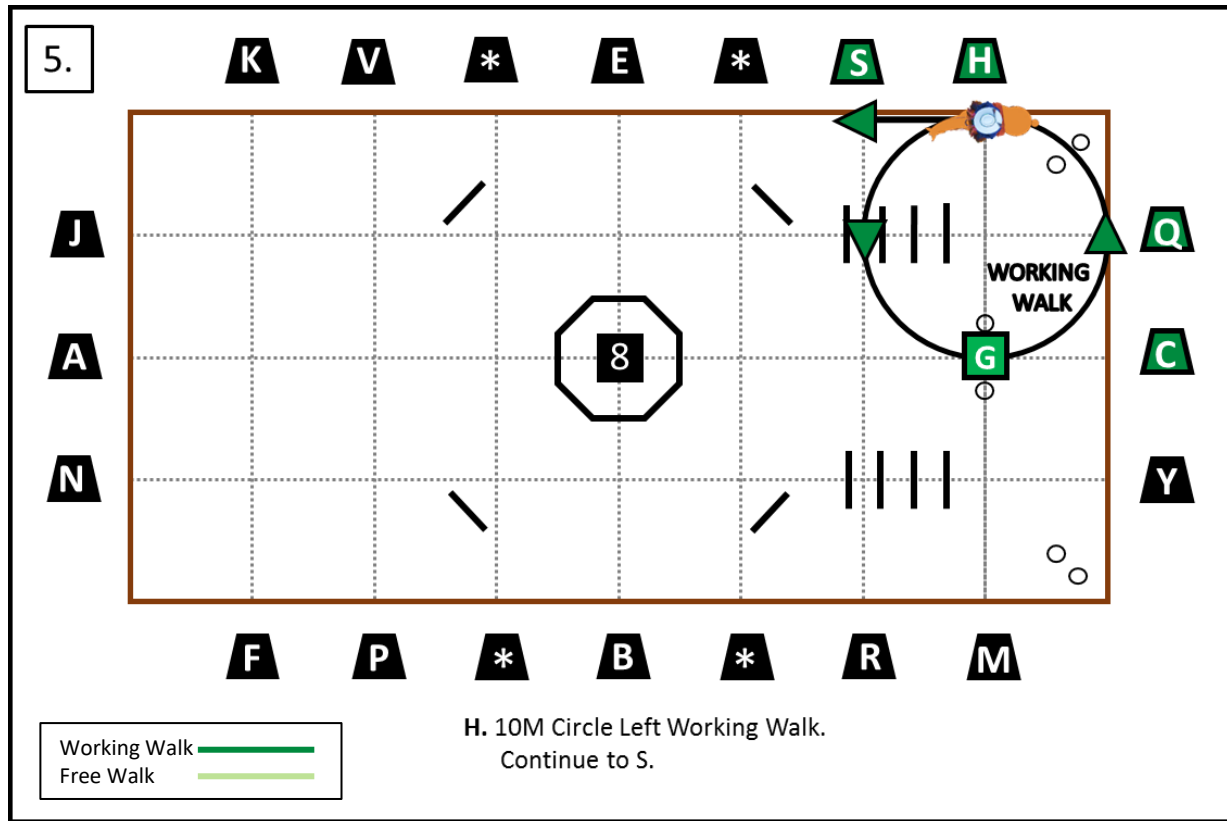 5.
K V * E * S H
J Q
WORKING
WALK
A 8 G C
N Y
F P * B * R M
H. 10M Circle Left Working Walk.
Continue to S.
Working Walk
Free Walk